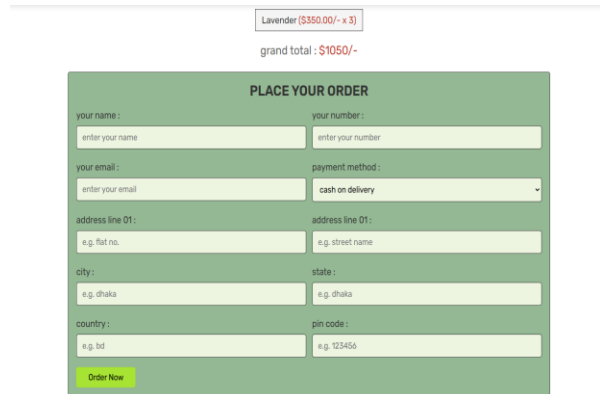 Lavender ($350.00/- x 3)
grand total : $1050/-
PLACE YOUR ORDER
your name :
your number :
enter your name
enter your number
your email :
payment method :
enter your email
cash on delivery
address line 01 :
address line 01 :
e.g. flat no.
e.g. street name
city :
state :
e.g. dhaka
e.g. dhaka
country :
pin code :
e.g. bd
e.g. 123456
Order Now